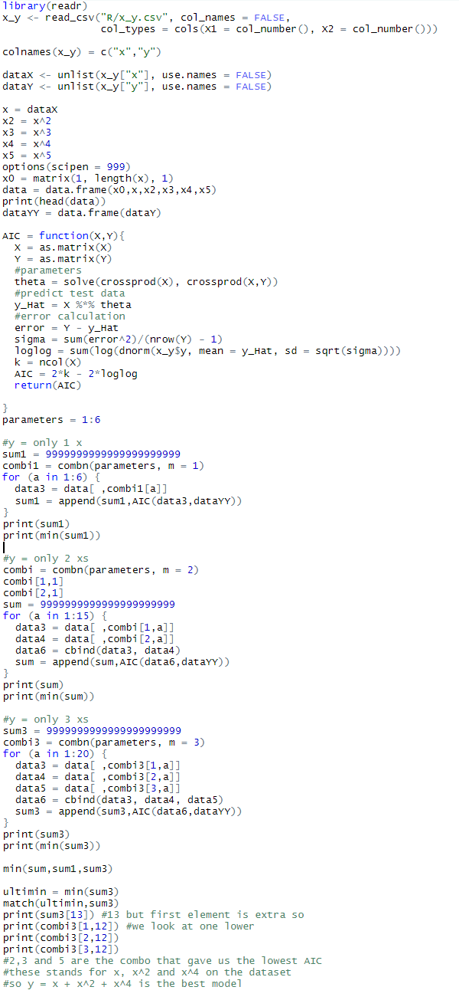 library(readr)
x_y <- read_csv("R/x_y.csv", col_names = FALSE,
col_types = cols(X1 = col_number(), X2 = col_number()))
colnames(x_y) = c("x","y")
dataX <- unlist(x_y["x"], use.names = FALSE)
dataY <- unlist(x_y["y"], use.names = FALSE)
x = dataX
x2 = x^2
x3 = x^3
x4 = x^4
x5 = x^5
options(scipen = 999)
x0 = matrix(1, length(x), 1)
data = data.frame(x0,x,x2,x3,x4,x5)
print(head(data))
dataYY = data.frame(dataY)
AIC = function(X,Y){
X = as.matrix(X)
Y = as.matrix(Y)
#parameters
theta = solve(crossprod(X), crossprod(X,Y))
#predict test data
y_Hat = X %*% theta
#error calculation
error = Y - y_Hat
sigma = sum(error^2)/(nrow(Y) - 1)
loglog = sum(log(dnorm(x_y$y, mean = y_Hat, sd = sqrt(sigma))))
k = ncol(X)
AIC = 2*k - 2*loglog
return(AIC)
}
parameters = 1:6
#y = only 1 x
sum1 = 9999999999999999999999
combi1 = combn(parameters, m = 1)
for (a in 1:6) {
data3 = data[ ,combi1[a]]
sum1 = append(sum1,AIC(data3,dataYY))
}
print(sum1)
print(min(sum1))
#y = only 2 xs
combi = combn(parameters, m = 2)
combi[1,1]
combi[2,1]
sum = 9999999999999999999999
for (a in 1:15) {
data3 = data[ ,combi[1,a]]
data4 = data[ ,combi[2,a]]
data6 = cbind(data3, data4)
sum = append(sum,AIC(data6,dataYY))
}
print(sum)
print(min(sum))
#y = only 3 xs
sum3 = 9999999999999999999999
combi3 = combn(parameters, m = 3)
for (a in 1:20) {
data3 = data[ ,combi3[1,a]]
data4 = data[ ,combi3[2,a]]
data5 = data[ ,combi3[3,a]]
data6 = cbind(data3, data4, data5)
sum3 = append(sum3,AIC(data6,dataYY))
}
print(sum3)
print(min(sum3))
min(sum,sum1,sum3)
ultimin = min(sum3)
match(ultimin,sum3)
print(sum3[13]) #13 but first element is extra so
print(combi3[1,12]) #we look at one lower
print(combi3[2,12])
print(combi3[3,12])
#2,3 and 5 are the combo that gave us the lowest AIC
#these stands for x, x^2 and x^4 on the dataset
#so y = x + x^2 + x^4 is the best model